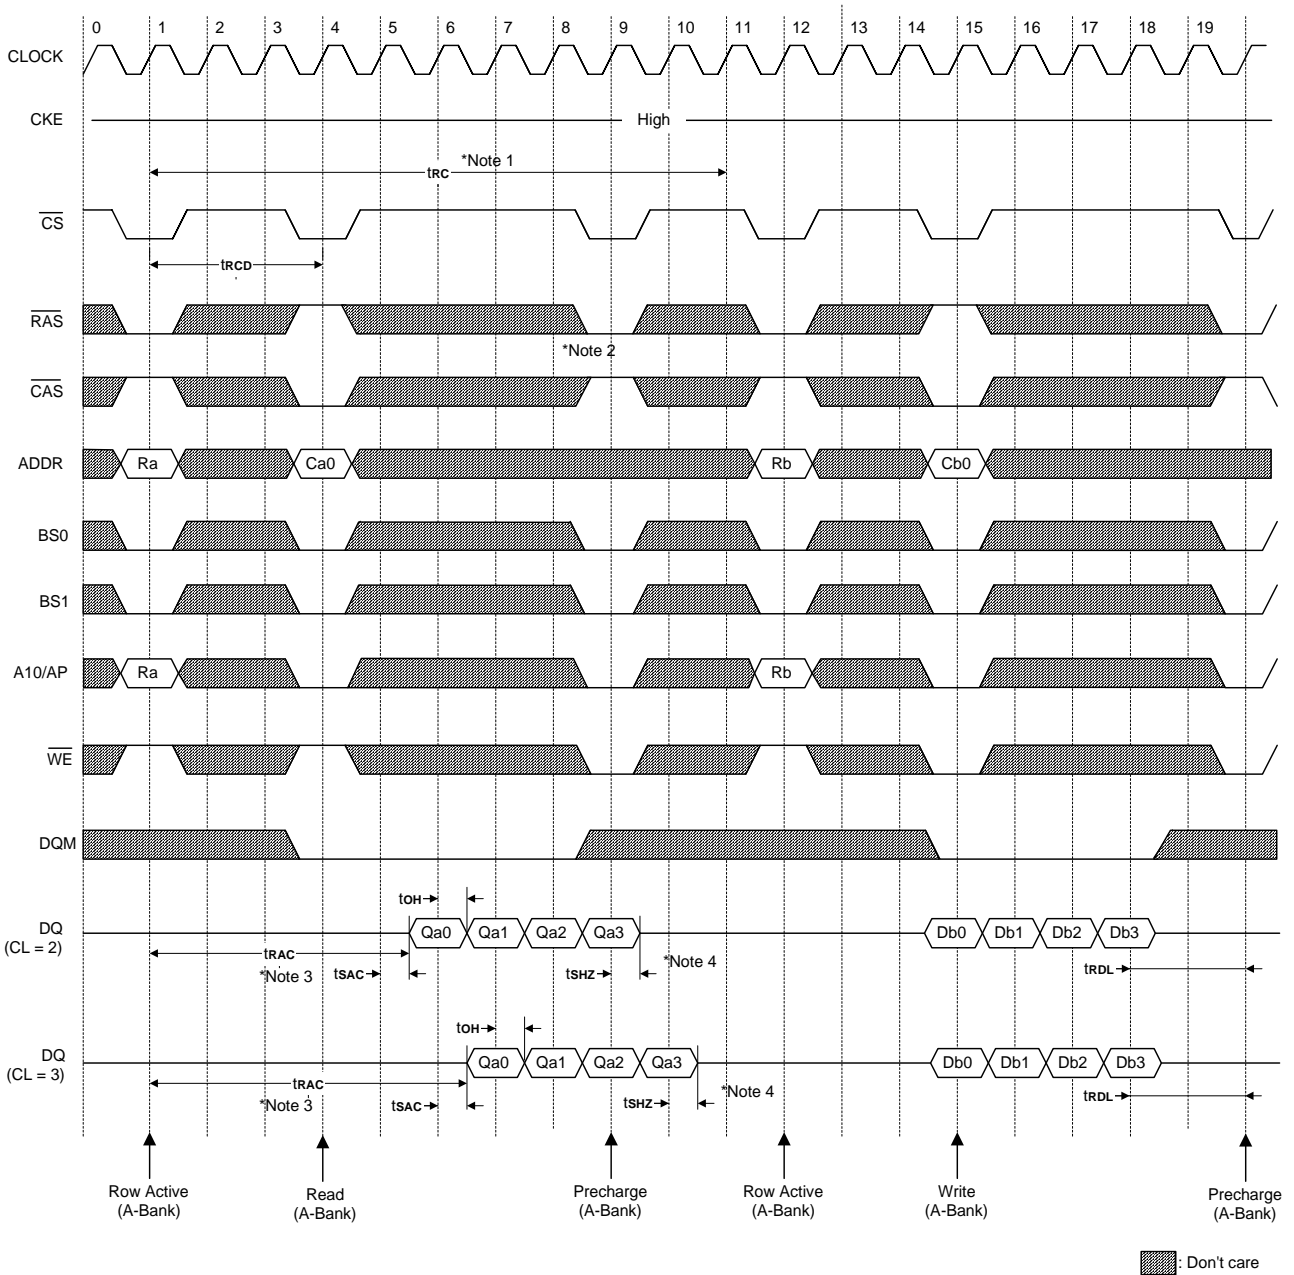 0 1 2 3 4 5 6 7 8 9 10 11 12 13 14 15 16 17 18 19
CLOCK
CKE High
*Note 1
tRC
CS
tRCD
RAS
*Note 2
CAS
ADDR Ra Ca0 Rb Cb0
BS0
BS1
A10/AP Ra Rb
WE
DQM
tOH
DQ
(CL = 2)
Qa0 Qa1 Qa2 Qa3 Db0 Db1 Db2 Db3
tRAC
*Note 3 tSAC tSHZ *Note 4 tRDL
tOH
DQ
(CL = 3)
Qa0 Qa1 Qa2 Qa3 Db0 Db1 Db2 Db3
tRAC
*Note 3 tSAC tSHZ *Note 4 tRDL
Row Active
(A-Bank)
Read
(A-Bank)
Precharge
(A-Bank)
Row Active
(A-Bank)
Write
(A-Bank)
Precharge
(A-Bank)
: Don't care